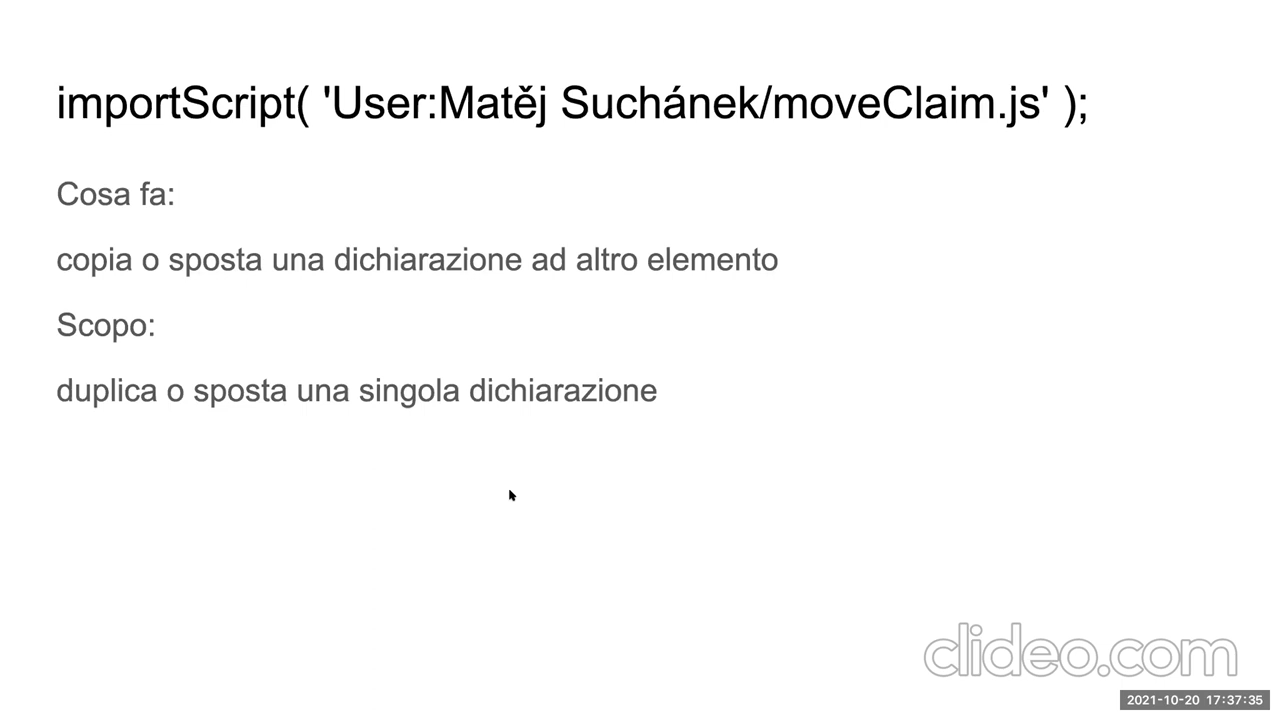 importScript( 'User:Matěj Suchánek/moveClaim.js' );
Cosa fa:
copia o sposta una dichiarazione ad altro elemento
Scopo:
duplica o sposta una singola dichiarazione
clideo.com
2021-10-20 17:37:35